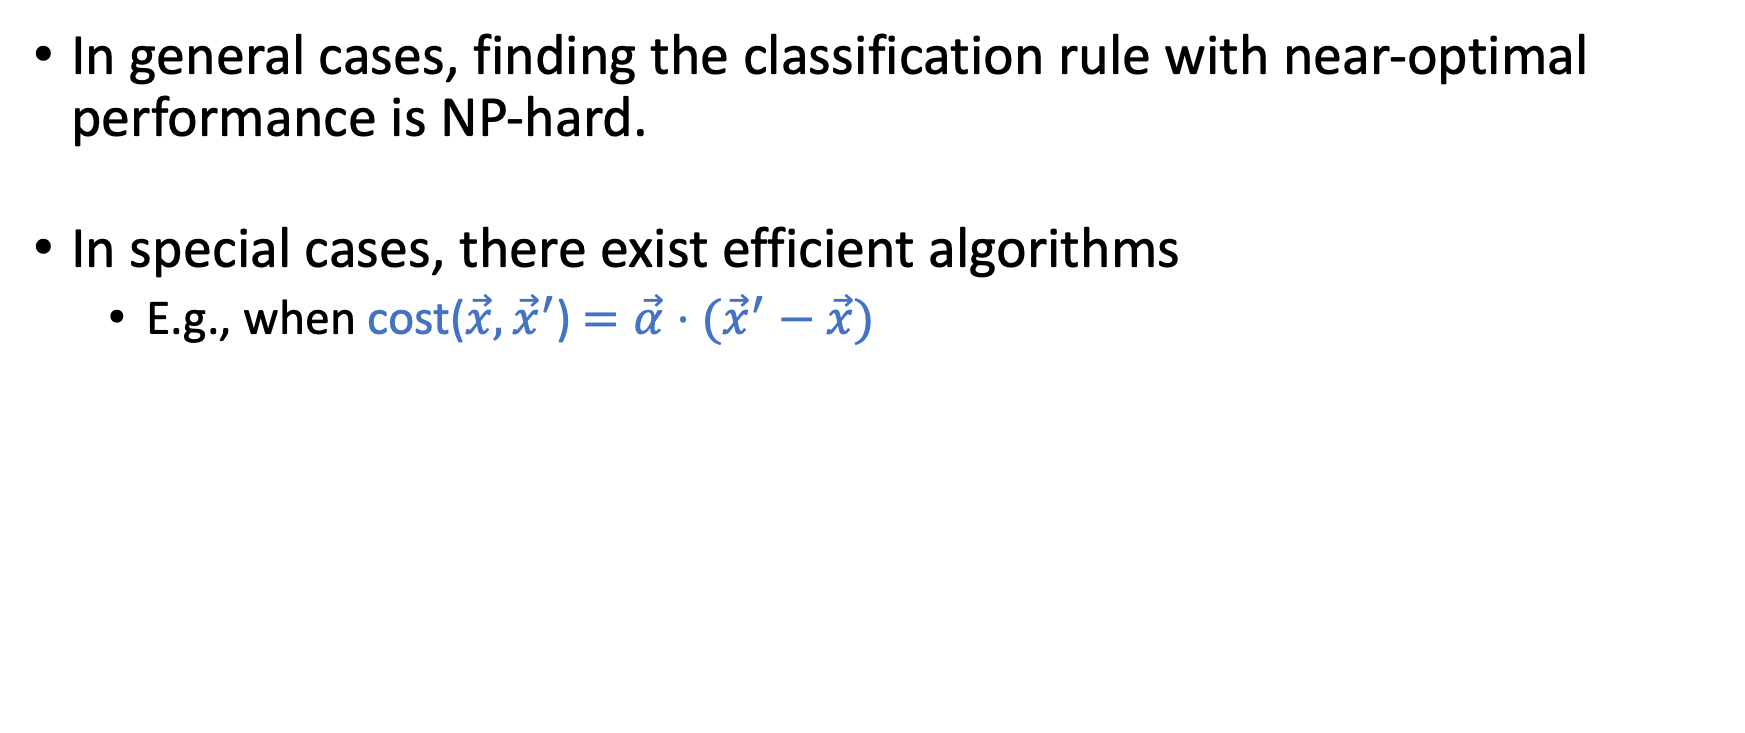 • In general cases, finding the classification rule with near-optimal
performance is NP-hard.
• In special cases, there exist efficient algorithms
• E.g., when cost(x⃗, x⃗′) = α⃗ · (x⃗′ − x⃗)